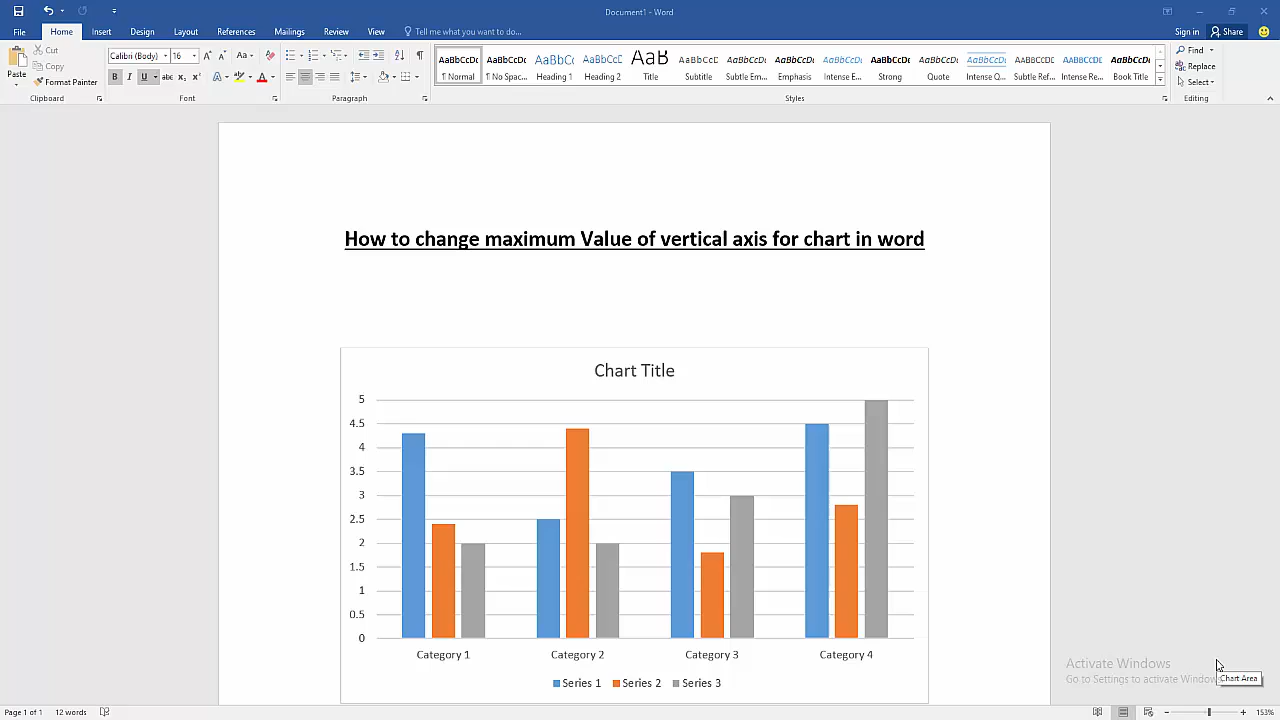 Document1 - Word
File Home Insert Design Layout References Mailings Review View Tell me what you want to do... Sign in Share
Paste
Cut
Copy
Format Painter
Calibri (Body) 16
B I U abc x₂ x²
Aa
A
¶
AaBbCcDc AaBbCcDc AaBbCc AaBbCcE AaB AaBbCcD AaBbCcDc AaBbCcDc AaBbCcDc AaBbCcDc AaBbCcDc AaBbCcDc AaBbCcDc AaBbCcDc AaBbCcDc
¶ Normal ¶ No Spac... Heading 1 Heading 2 Title Subtitle Subtle Em... Emphasis Intense E... Strong Quote Intense Q... Subtle Ref... Intense Re... Book Title
Find
Replace
Select
Clipboard Font Paragraph Styles Editing
How to change maximum Value of vertical axis for chart in word
Chart Title
5
4.5
4
3.5
3
2.5
2
1.5
1
0.5
0
Category 1 Category 2 Category 3 Category 4
Series 1 Series 2 Series 3
Activate Windows
Go to Settings to activate Windows
Chart Area
Page 1 of 1 12 words 153%